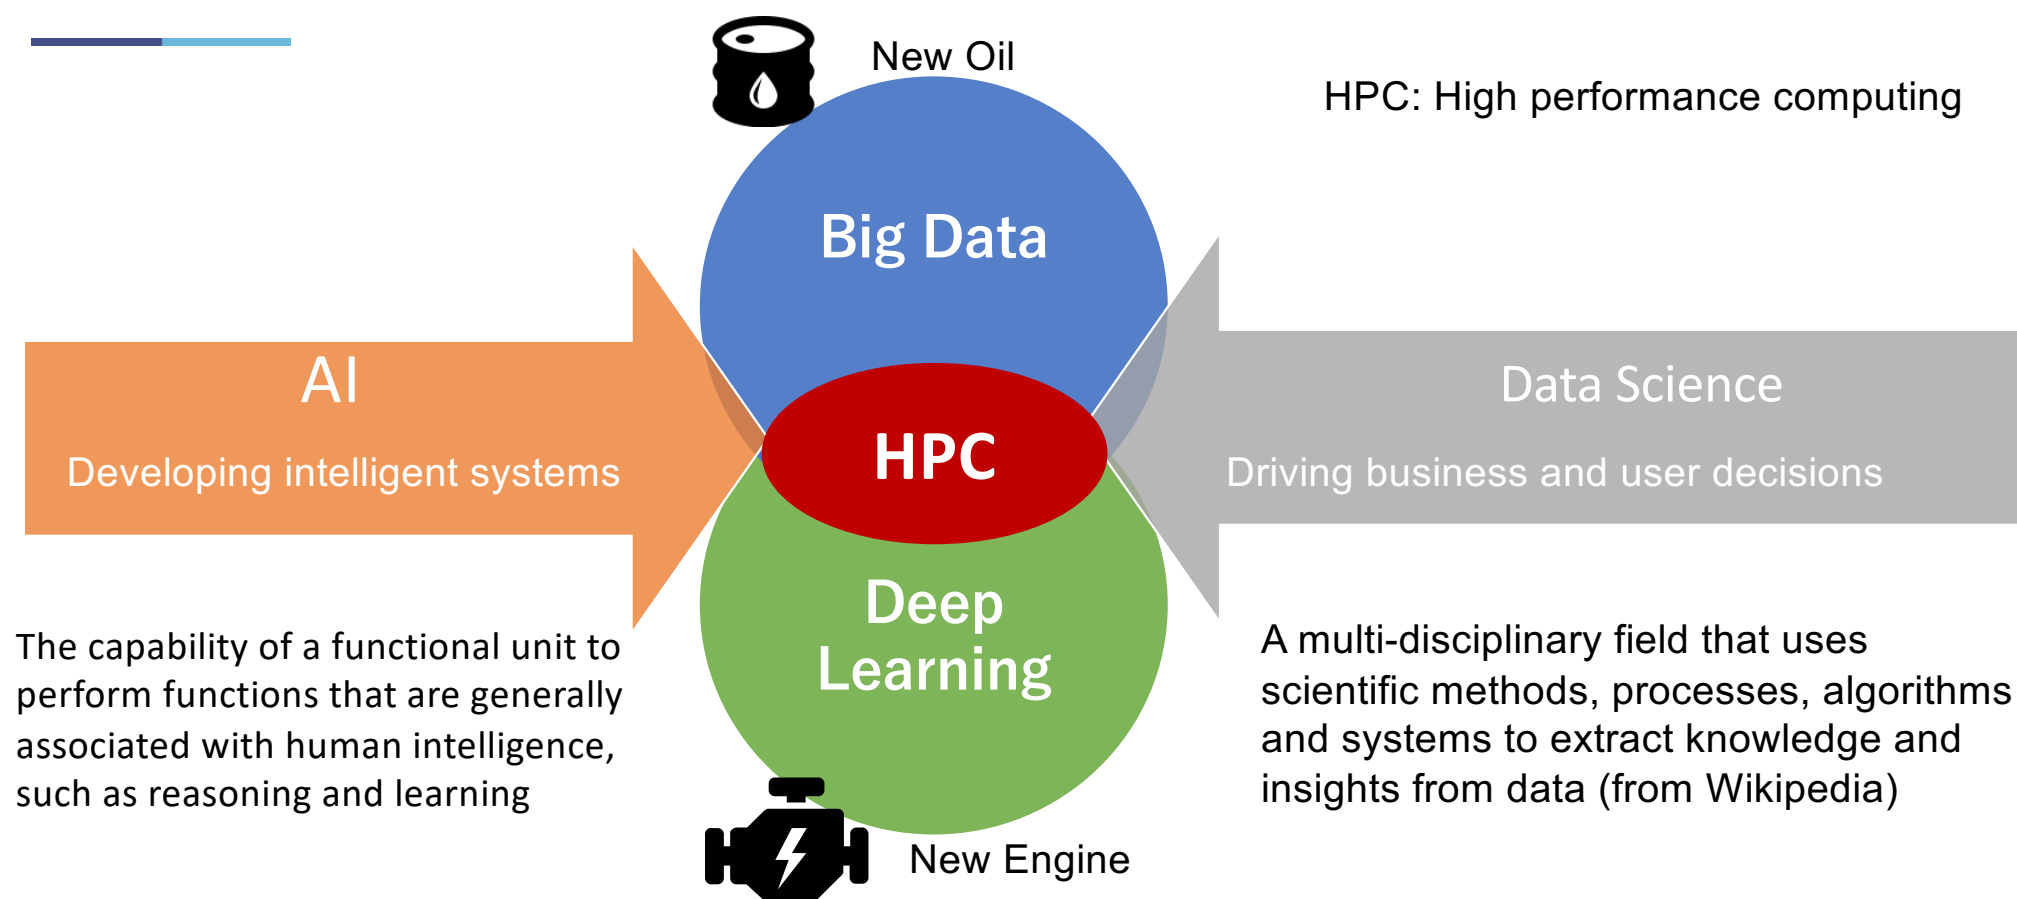 New Oil
HPC: High performance computing
Big Data
AI
Developing intelligent systems
HPC
Data Science
Driving business and user decisions
Deep
Learning
The capability of a functional unit to
perform functions that are generally
associated with human intelligence,
such as reasoning and learning
A multi-disciplinary field that uses
scientific methods, processes, algorithms
and systems to extract knowledge and
insights from data (from Wikipedia)
New Engine